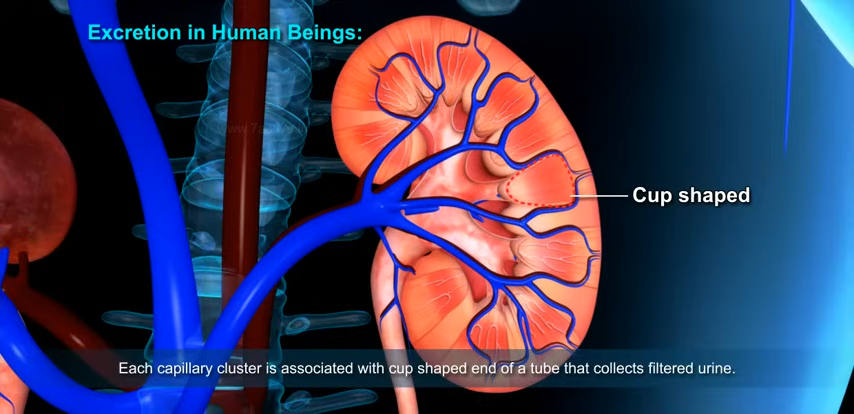 Excretion in Human Beings:
Cup shaped
Each capillary cluster is associated with cup shaped end of a tube that collects filtered urine.